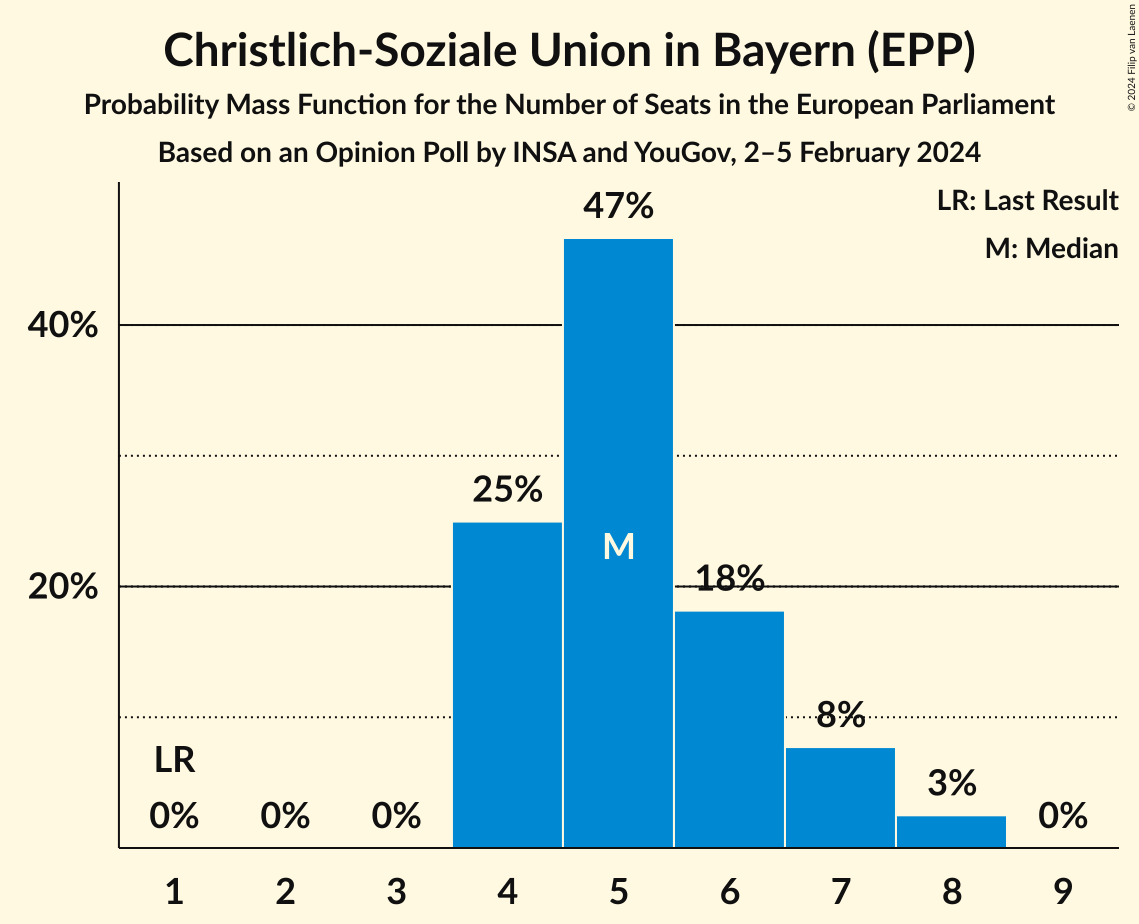 Christlich-Soziale Union in Bayern (EPP)
Probability Mass Function for the Number of Seats in the European Parliament
Based on an Opinion Poll by INSA and YouGov, 2–5 February 2024
© 2024 Filip van Laenen
LR: Last Result
M: Median
47%
40%
25%
M
20%
18%
8%
LR
3%
0% 0% 0% 0%
1 2 3 4 5 6 7 8 9